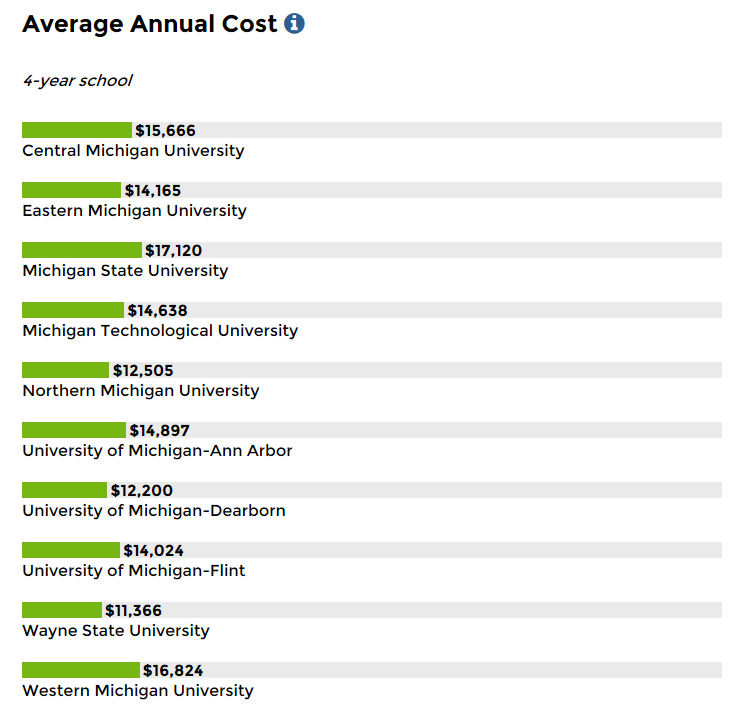 Average Annual Cost i
4-year school
$15,666
Central Michigan University
$14,165
Eastern Michigan University
$17,120
Michigan State University
$14,638
Michigan Technological University
$12,505
Northern Michigan University
$14,897
University of Michigan-Ann Arbor
$12,200
University of Michigan-Dearborn
$14,024
University of Michigan-Flint
$11,366
Wayne State University
$16,824
Western Michigan University